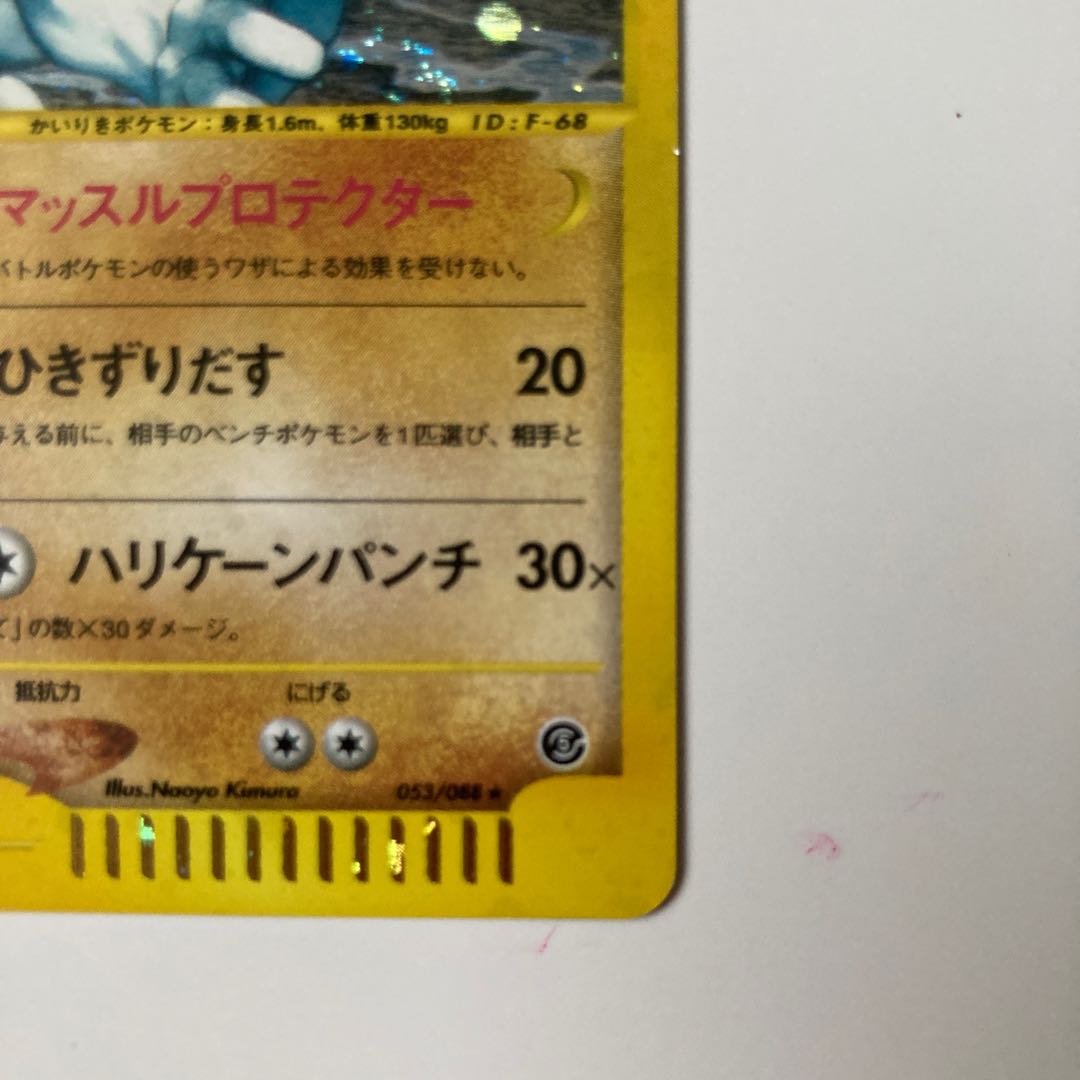 かいりきポケモン：身長1.6m、体重130kg ID：F-68
マッスルプロテクター
バトルポケモンの使うワザによる効果を受けない。
ひきずりだす 20
与える前に、相手のベンチポケモンを1匹選び、相手と
ハリケーンパンチ 30×
て」の数×30ダメージ。
抵抗力 にげる
Illus.Naoyo Kimura 053/088 ★